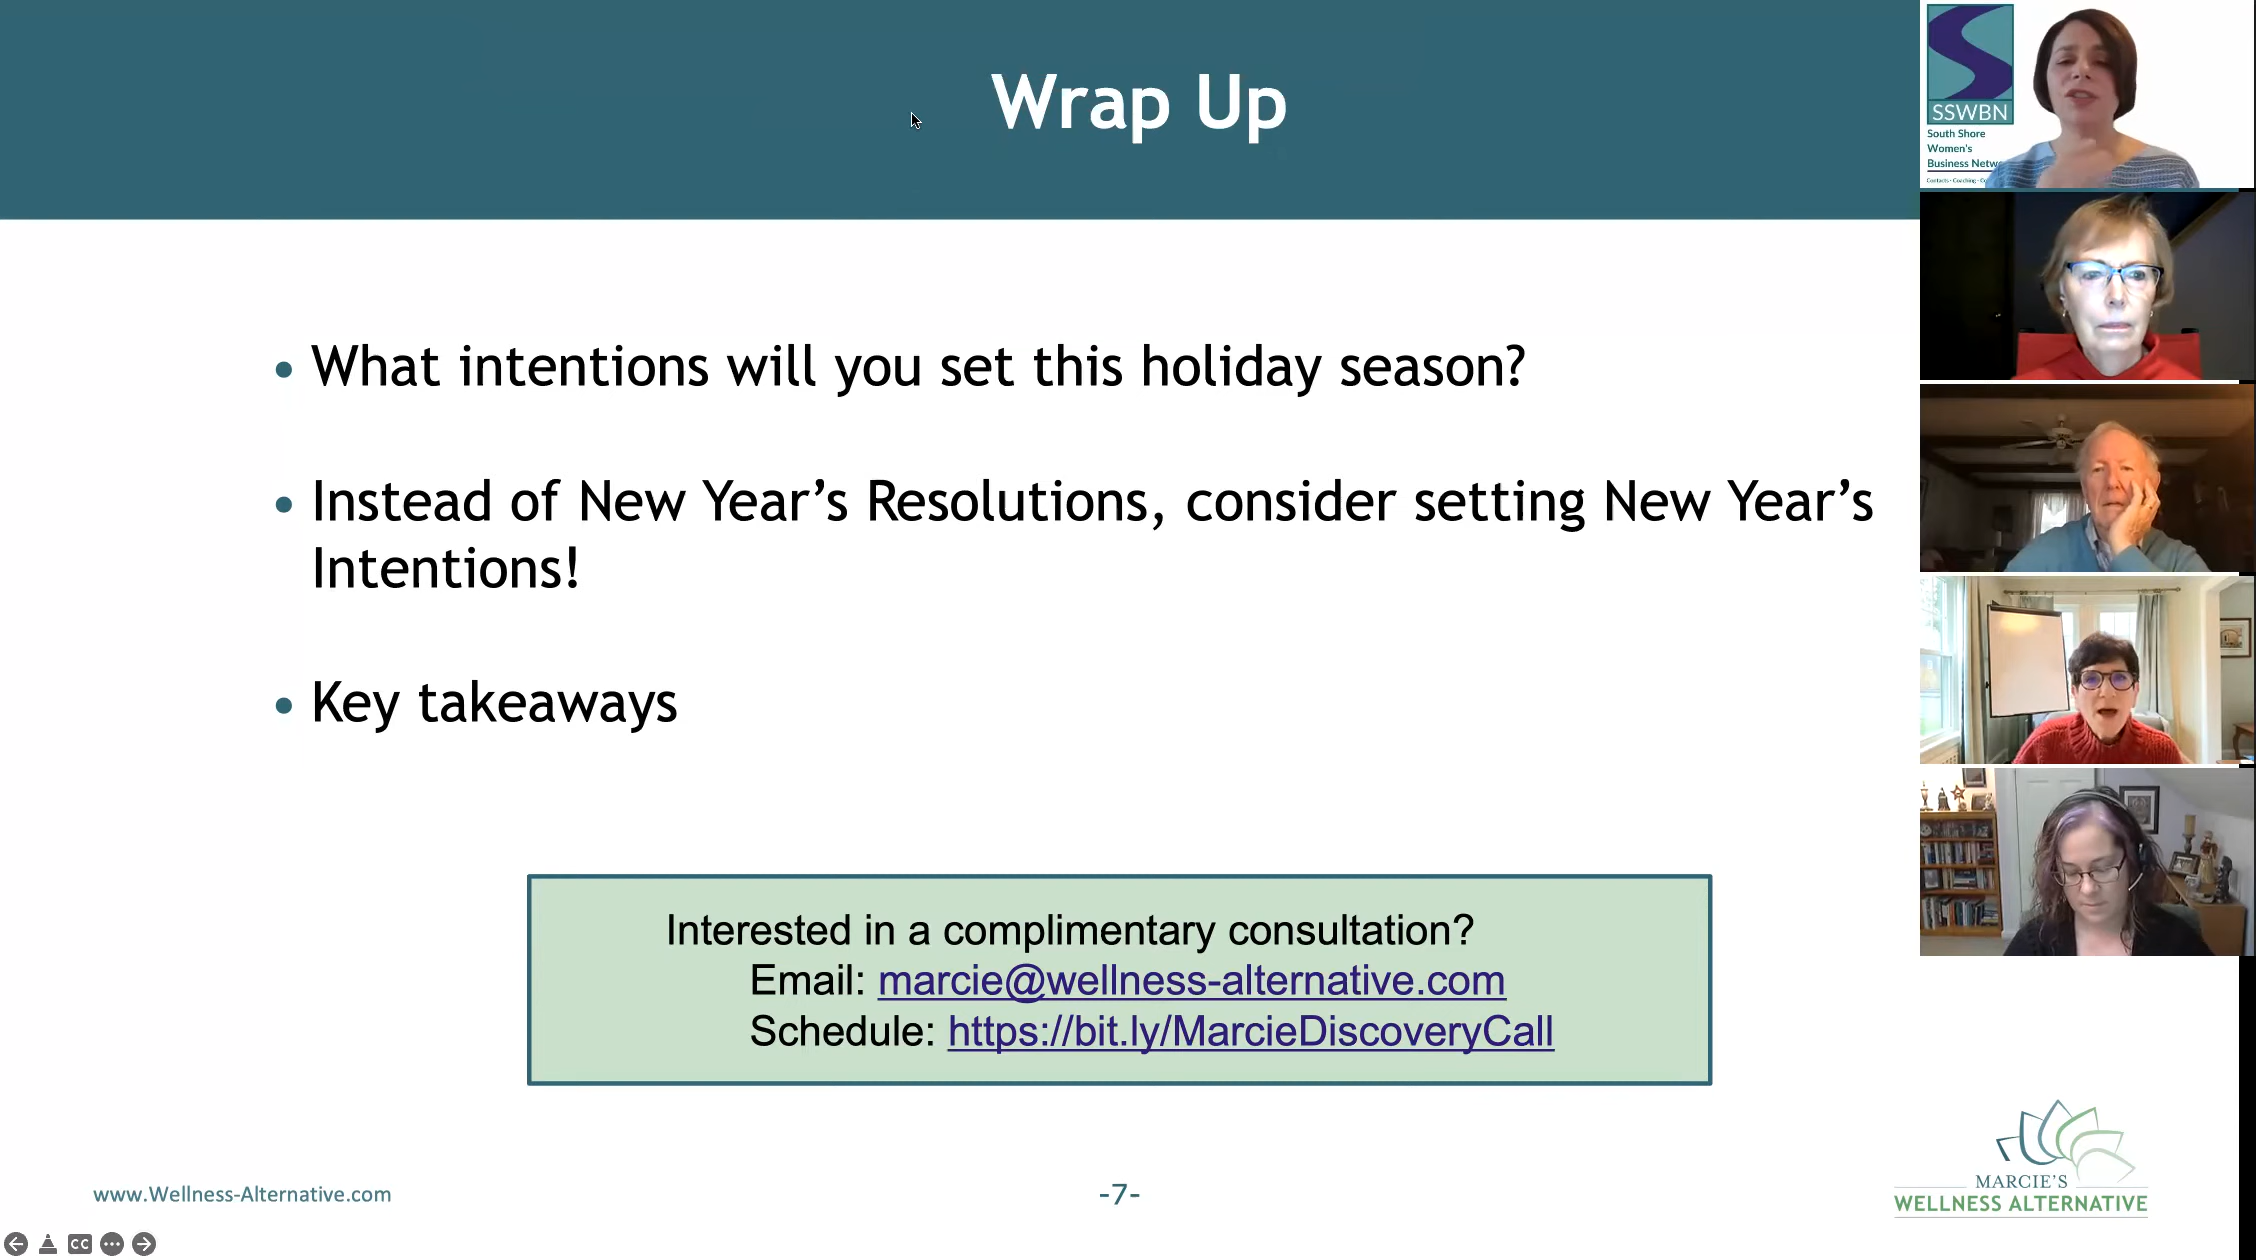 Wrap Up
SSWBN
South Shore
Women's
Business
• What intentions will you set this holiday season?
• Instead of New Year’s Resolutions, consider setting New Year’s
Intentions!
• Key takeaways
Interested in a complimentary consultation?
Email: marcie@wellness-alternative.com
Schedule: https://bit.ly/MarcieDiscoveryCall
www.Wellness-Alternative.com
-7-
MARCIE'S
WELLNESS ALTERNATIVE
CC